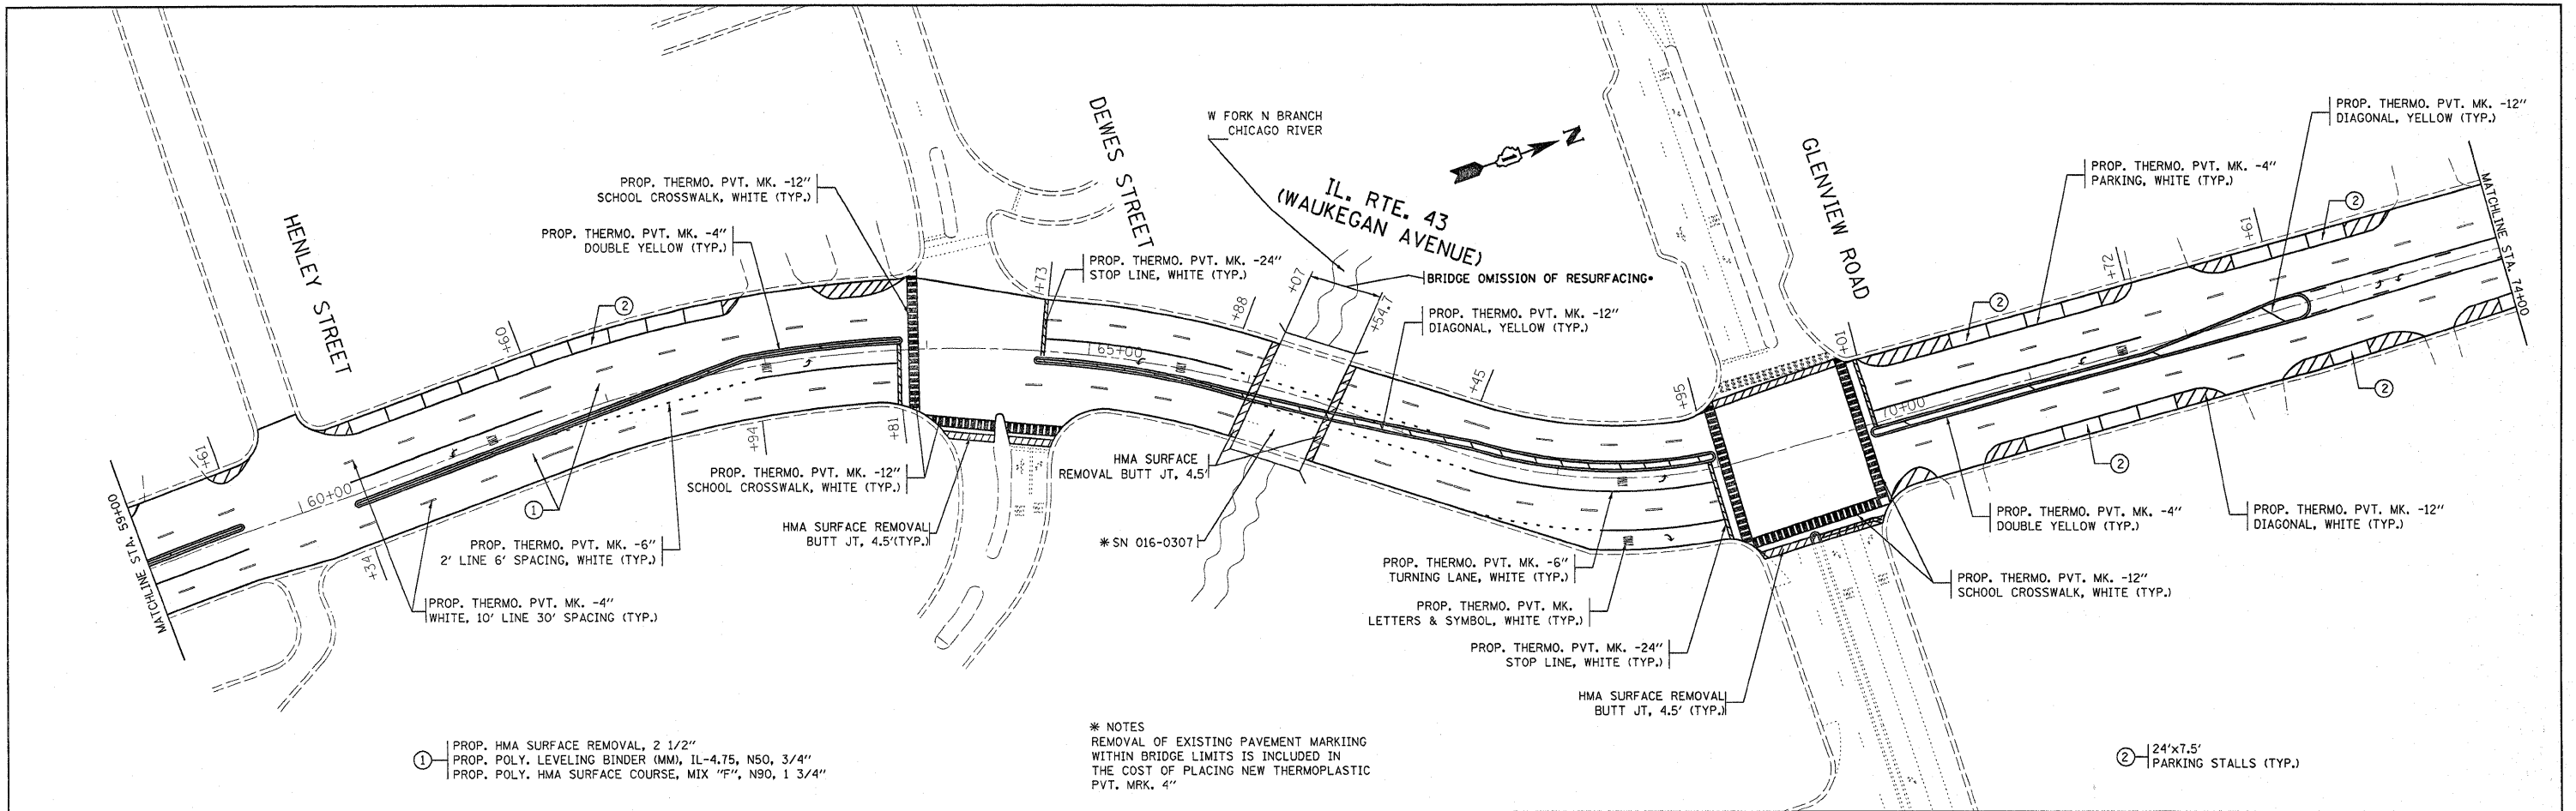 HENLEY STREET
DEWES STREET
W FORK N BRANCH
CHICAGO RIVER
N
IL. RTE. 43
(WAUKEGAN AVENUE)
GLENVIEW ROAD
PROP. THERMO. PVT. MK. -12"
DIAGONAL, YELLOW (TYP.)
PROP. THERMO. PVT. MK. -4"
PARKING, WHITE (TYP.)
PROP. THERMO. PVT. MK. -12"
SCHOOL CROSSWALK, WHITE (TYP.)
PROP. THERMO. PVT. MK. -4"
DOUBLE YELLOW (TYP.)
PROP. THERMO. PVT. MK. -24"
STOP LINE, WHITE (TYP.)
BRIDGE OMISSION OF RESURFACING*
PROP. THERMO. PVT. MK. -12"
DIAGONAL, YELLOW (TYP.)
MATCHLINE STA. 59+00
MATCHLINE STA. 74+00
+61
60+00
+34
+60
2
+94
+81
+73
65+00
+88
+07
+54.7
+45
+95
+01
70+00
2
+72
+61
2
2
2
1
PROP. THERMO. PVT. MK. -6"
2' LINE 6' SPACING, WHITE (TYP.)
PROP. THERMO. PVT. MK. -4"
WHITE, 10' LINE 30' SPACING (TYP.)
PROP. THERMO. PVT. MK. -12"
SCHOOL CROSSWALK, WHITE (TYP.)
HMA SURFACE REMOVAL
BUTT JT, 4.5'(TYP.)
HMA SURFACE
REMOVAL BUTT JT, 4.5'
* SN 016-0307
PROP. THERMO. PVT. MK. -6"
TURNING LANE, WHITE (TYP.)
PROP. THERMO. PVT. MK.
LETTERS & SYMBOL, WHITE (TYP.)
PROP. THERMO. PVT. MK. -24"
STOP LINE, WHITE (TYP.)
HMA SURFACE REMOVAL
BUTT JT, 4.5' (TYP.)
PROP. THERMO. PVT. MK. -4"
DOUBLE YELLOW (TYP.)
PROP. THERMO. PVT. MK. -12"
DIAGONAL, WHITE (TYP.)
PROP. THERMO. PVT. MK. -12"
SCHOOL CROSSWALK, WHITE (TYP.)
1 PROP. HMA SURFACE REMOVAL, 2 1/2"
PROP. POLY. LEVELING BINDER (MM), IL-4.75, N50, 3/4"
PROP. POLY. HMA SURFACE COURSE, MIX "F", N90, 1 3/4"
* NOTES
REMOVAL OF EXISTING PAVEMENT MARKIING
WITHIN BRIDGE LIMITS IS INCLUDED IN
THE COST OF PLACING NEW THERMOPLASTIC
PVT. MRK. 4"
2 24'x7.5'
PARKING STALLS (TYP.)